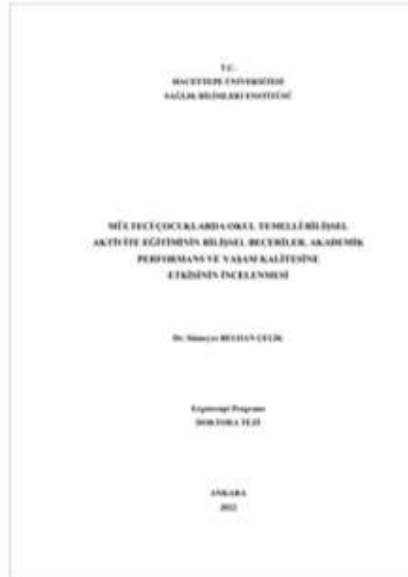 T.C.
HACETTEPE ÜNİVERSİTESİ
SAĞLIK BİLİMLERİ ENSTİTÜSÜ
MÜLTECİ ÇOCUKLARDA OKUL TEMELLİ BİLİŞSEL
AKTİVİTE EĞİTİMİNİN BİLİŞSEL BECERİLER, AKADEMİK
PERFORMANS VE YAŞAM KALİTESİNE
ETKİSİNİN İNCELENMESİ
Dr. ÇELİK
Ergoterapi Programı
DOKTORA TEZİ
ANKARA
2022